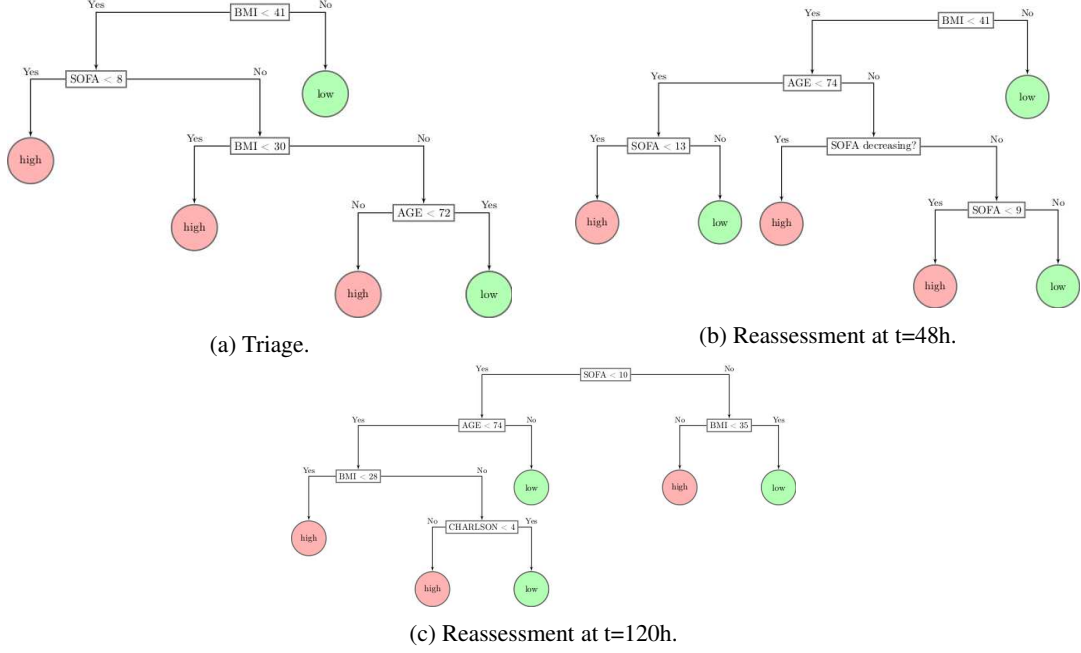 Yes
BMI < 41
No
Yes
SOFA < 8
No
low
high
Yes
BMI < 30
No
high
No
AGE < 72
Yes
high
low
(a) Triage.
Yes
BMI < 41
No
Yes
AGE < 74
No
low
Yes
SOFA < 13
No
Yes
SOFA decreasing?
No
high
low
high
Yes
SOFA < 9
No
high
low
(b) Reassessment at t=48h.
Yes
SOFA < 10
No
Yes
AGE < 74
No
No
BMI < 35
Yes
Yes
BMI < 28
No
low
high
low
high
No
CHARLSON < 4
Yes
high
low
(c) Reassessment at t=120h.